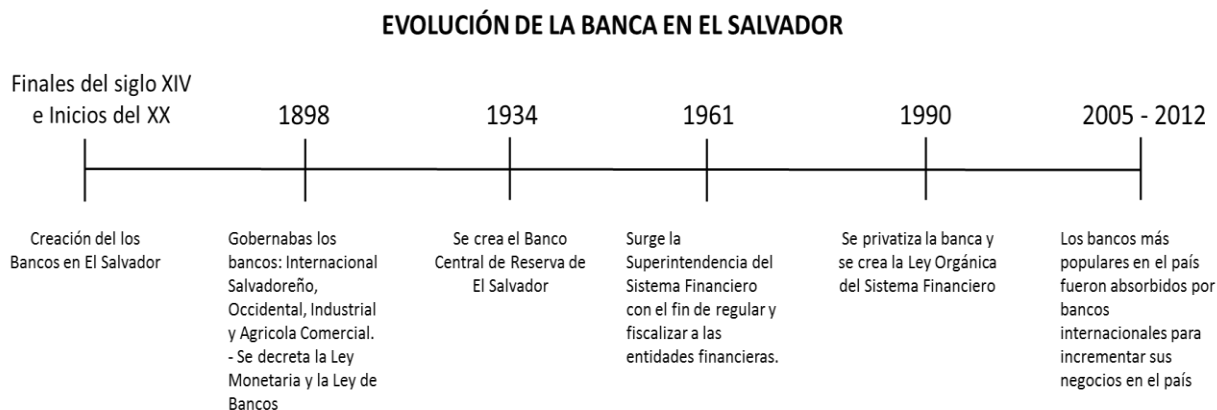 EVOLUCIÓN DE LA BANCA EN EL SALVADOR
Finales del siglo XIV
e Inicios del XX
1898
1934
1961
1990
2005 - 2012
Creación del los
Bancos en El Salvador
Gobernabas los
bancos: Internacional
Salvadoreño,
Occidental, Industrial
y Agricola Comercial.
- Se decreta la Ley
Monetaria y la Ley de
Bancos
Se crea el Banco
Central de Reserva de
El Salvador
Surge la
Superintendencia del
Sistema Financiero
con el fin de regular y
fiscalizar a las
entidades financieras.
Se privatiza la banca y
se crea la Ley Orgánica
del Sistema Financiero
Los bancos más
populares en el país
fueron absorbidos por
bancos
internacionales para
incrementar sus
negocios en el país